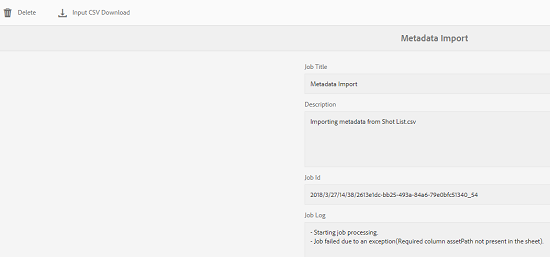 Delete Input CSV Download
Metadata Import
Job Title
Metadata Import
Description
Importing metadata from Shot List.csv
Job Id
2018/3/27/14/38/2613e1dc-bb25-493a-84a6-79e0bfc51340_54
Job Log
- Starting job processing.
- Job failed due to an exception(Required column assetPath not present in the sheet).